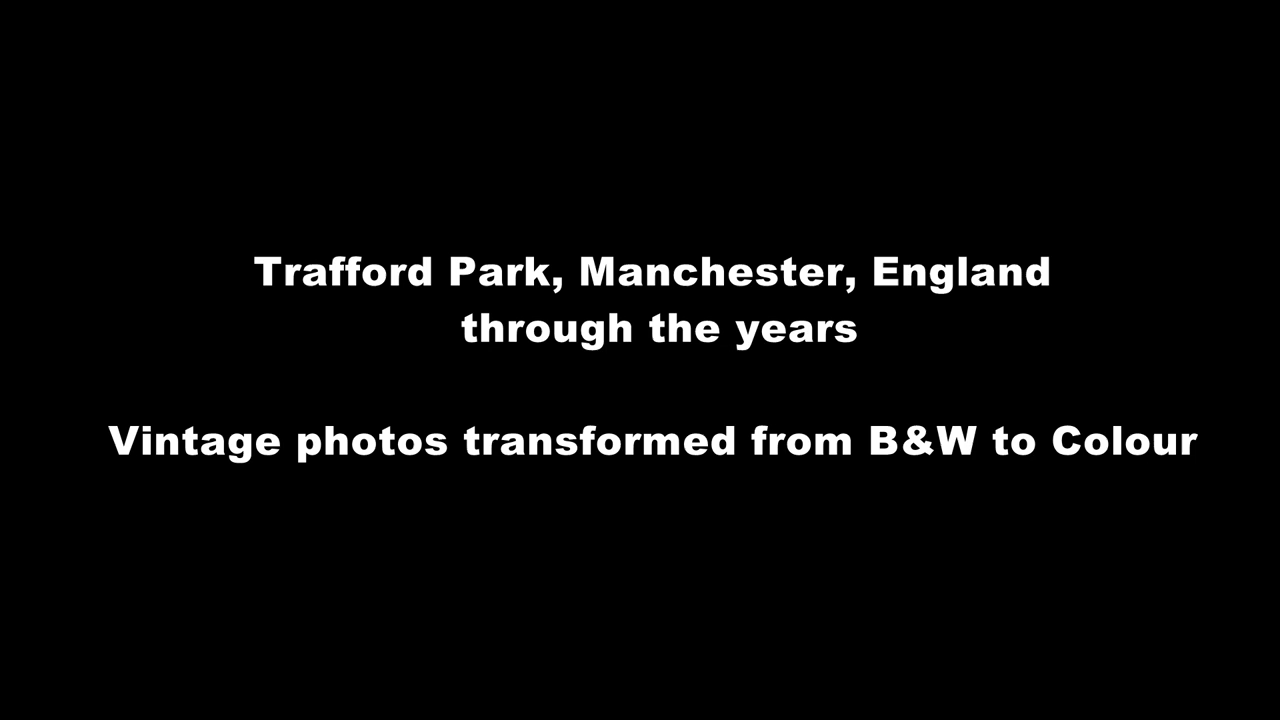 Trafford Park, Manchester, England
through the years
Vintage photos transformed from B&W to Colour